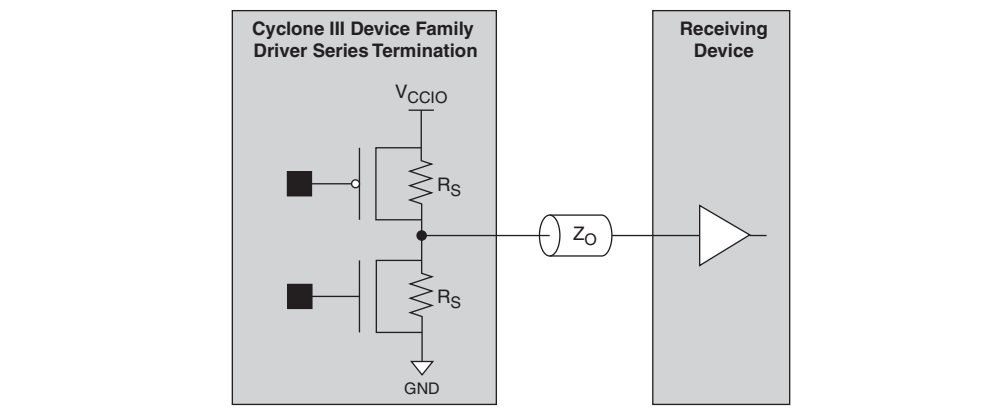 Cyclone III Device Family
Driver Series Termination
Receiving
Device
VCCIO
RS
ZO
RS
GND